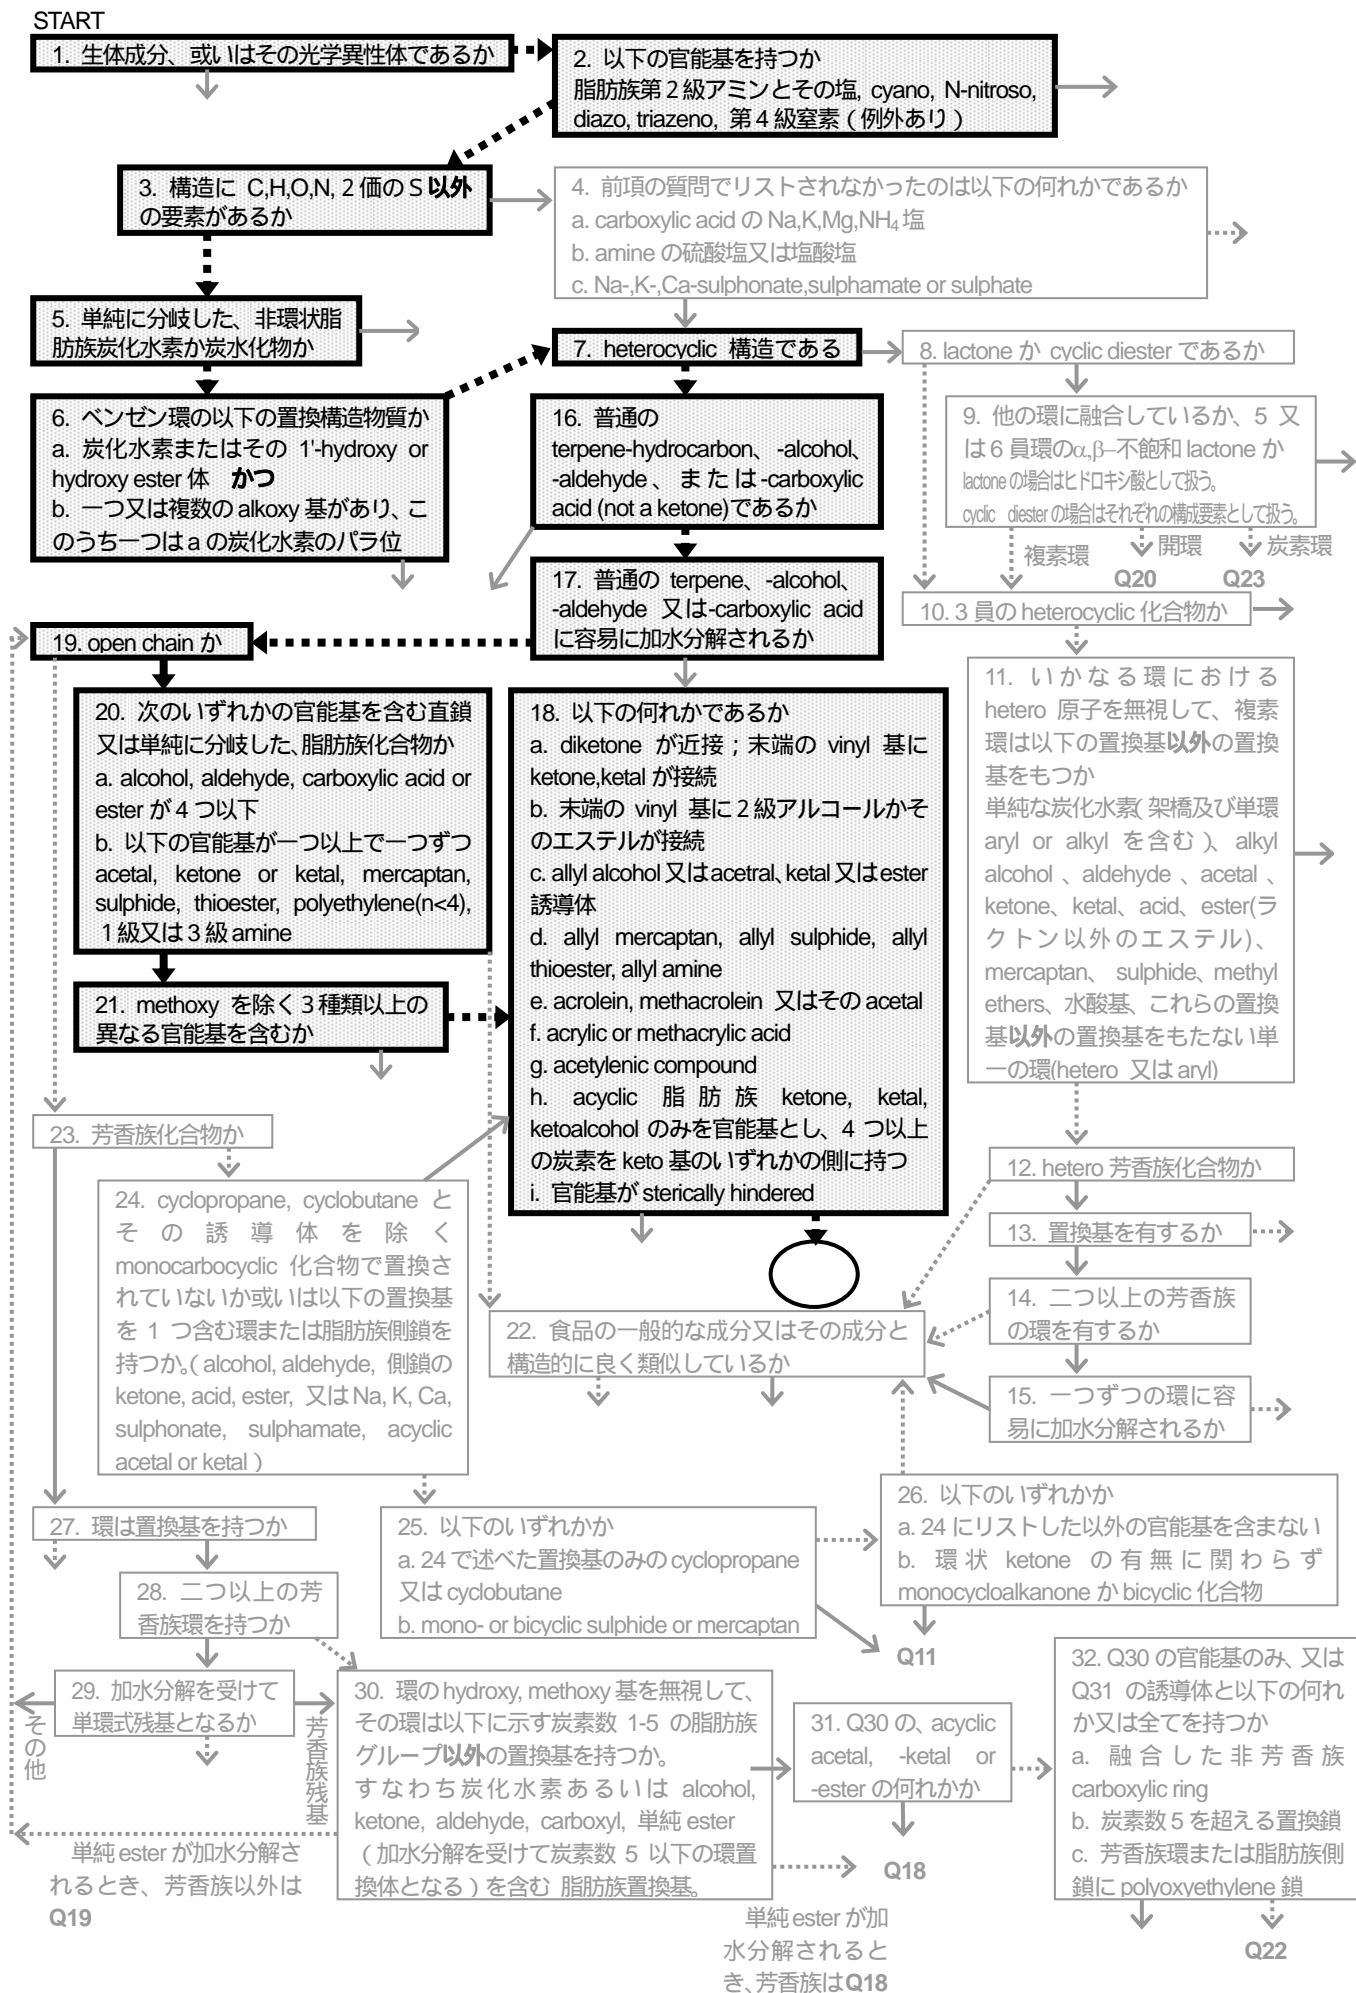 START
1. 生体成分、或いはその光学異性体であるか
2. 以下の官能基を持つか
脂肪族第2級アミンとその塩, cyano, N-nitroso,
diazo, triazeno, 第4級窒素(例外あり)
3. 構造に C,H,O,N, 2価のS以外
の要素があるか
4. 前項の質問でリストされなかったのは以下の何れかであるか
a. carboxylic acid の Na,K,Mg,NH4塩
b. amine の硫酸塩又は塩酸塩
c. Na-,K-,Ca-sulphonate,sulphamate or sulphate
5. 単純に分岐した、非環状脂
肪族炭化水素か炭水化物か
7. heterocyclic 構造である
8. lactone か cyclic diester であるか
6. ベンゼン環の以下の置換構造物質か
a. 炭化水素またはその 1'-hydroxy or
hydroxy ester 体 かつ
b. 一つ又は複数の alkoxy 基があり、こ
のうち一つは a の炭化水素のパラ位
16. 普通の
terpene-hydrocarbon、-alcohol、
-aldehyde、または-carboxylic
acid (not a ketone)であるか
9. 他の環に融合しているか、5 又
は6員環のα,β–不飽和 lactone か
lactoneの場合はヒドロキシ酸として扱う。
cyclic diesterの場合はそれぞれの構成要素として扱う。
複素環
開環
炭素環
Q20
Q23
17. 普通の terpene、-alcohol、
-aldehyde 又は-carboxylic acid
に容易に加水分解されるか
10. 3員の heterocyclic 化合物か
19. open chain か
11. いかなる環における
hetero 原子を無視して、複素
環は以下の置換基以外の置換
基をもつか
単純な炭化水素(架橋及び単環
aryl or alkyl を含む)、alkyl
alcohol、aldehyde、acetal、
ketone、ketal、acid、ester(ラ
クトン以外のエステル)、
mercaptan、sulphide、methyl
ethers、水酸基、これらの置換
基以外の置換基をもたない単
一の環(hetero 又は aryl)
20. 次のいずれかの官能基を含む直鎖
又は単純に分岐した、脂肪族化合物か
a. alcohol, aldehyde, carboxylic acid or
ester が4つ以下
b. 以下の官能基が一つ以上で一つずつ
acetal, ketone or ketal, mercaptan,
sulphide, thioester, polyethylene(n<4),
1級又は3級 amine
18. 以下の何れかであるか
a. diketone が近接;末端の vinyl 基に
ketone,ketal が接続
b. 末端の vinyl 基に2級アルコールかそ
のエステルが接続
c. allyl alcohol 又は acetral、ketal 又は ester
誘導体
d. allyl mercaptan, allyl sulphide, allyl
thioester, allyl amine
e. acrolein, methacrolein 又はその acetal
f. acrylic or methacrylic acid
g. acetylenic compound
h. acyclic 脂肪族 ketone, ketal,
ketoalcohol のみを官能基とし、4つ以上
の炭素を keto 基のいずれかの側に持つ
i. 官能基が sterically hindered
21. methoxy を除く3種類以上の
異なる官能基を含むか
23. 芳香族化合物か
12. hetero 芳香族化合物か
24. cyclopropane, cyclobutane と
その誘導体を除く
monocarbocyclic 化合物で置換さ
れていないか或いは以下の置換基
を 1 つ含む環または脂肪族側鎖を
持つか。(alcohol, aldehyde, 側鎖の
ketone, acid, ester, 又は Na, K, Ca,
sulphonate, sulphamate, acyclic
acetal or ketal)
13. 置換基を有するか
14. 二つ以上の芳香族
の環を有するか
22. 食品の一般的な成分又はその成分と
構造的に良く類似しているか
15. 一つずつの環に容
易に加水分解されるか
26. 以下のいずれかか
a. 24 にリストした以外の官能基を含まない
b. 環状 ketone の有無に関わらず
monocycloalkanone か bicyclic 化合物
27. 環は置換基を持つか
25. 以下のいずれかか
a. 24で述べた置換基のみの cyclopropane
又は cyclobutane
b. mono- or bicyclic sulphide or mercaptan
28. 二つ以上の芳
香族環を持つか
Q11
29. 加水分解を受けて
単環式残基となるか
その他
芳香族残基
30. 環の hydroxy, methoxy 基を無視して、
その環は以下に示す炭素数 1-5 の脂肪族
グループ以外の置換基を持つか。
すなわち炭化水素あるいは alcohol,
ketone, aldehyde, carboxyl, 単純 ester
(加水分解を受けて炭素数 5 以下の環置
換体となる)を含む 脂肪族置換基。
31. Q30 の、acyclic
acetal, -ketal or
-ester の何れかか
32. Q30 の官能基のみ、又は
Q31 の誘導体と以下の何れ
か又は全てを持つか
a. 融合した非芳香族
carboxylic ring
b. 炭素数5を超える置換鎖
c. 芳香族環または脂肪族側
鎖に polyoxyethylene 鎖
Q18
単純 ester が加水分解さ
れるとき、芳香族以外は
Q19
単純 ester が加
水分解されると
き、芳香族はQ18
Q22